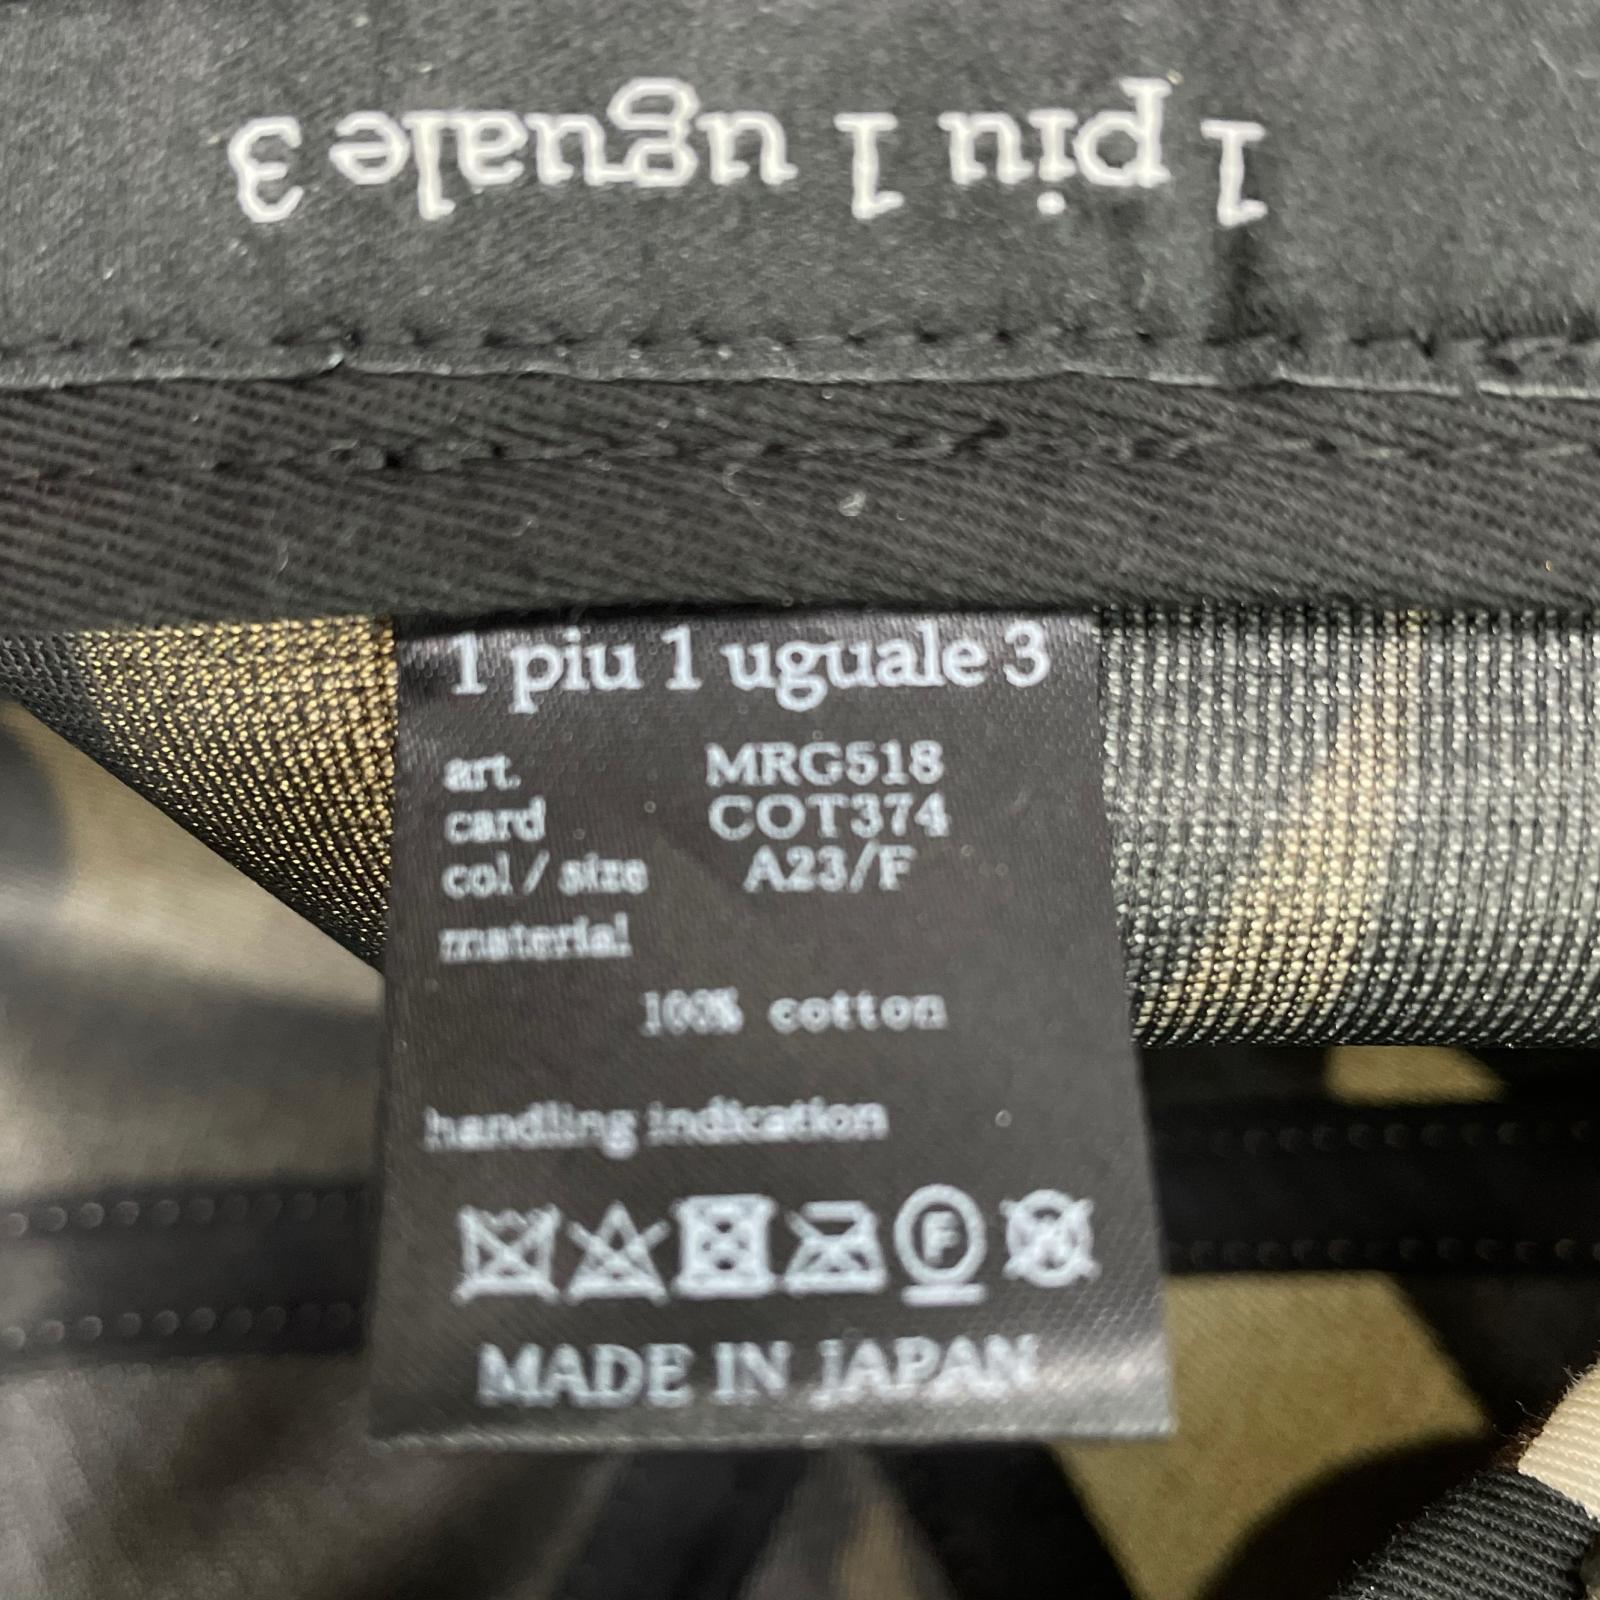 1 piu 1 uguale 3
1 piu 1 uguale 3
art. MRG518
card COT374
col / size A23/F
material
100% cotton
handling indication
F
W
MADE IN JAPAN